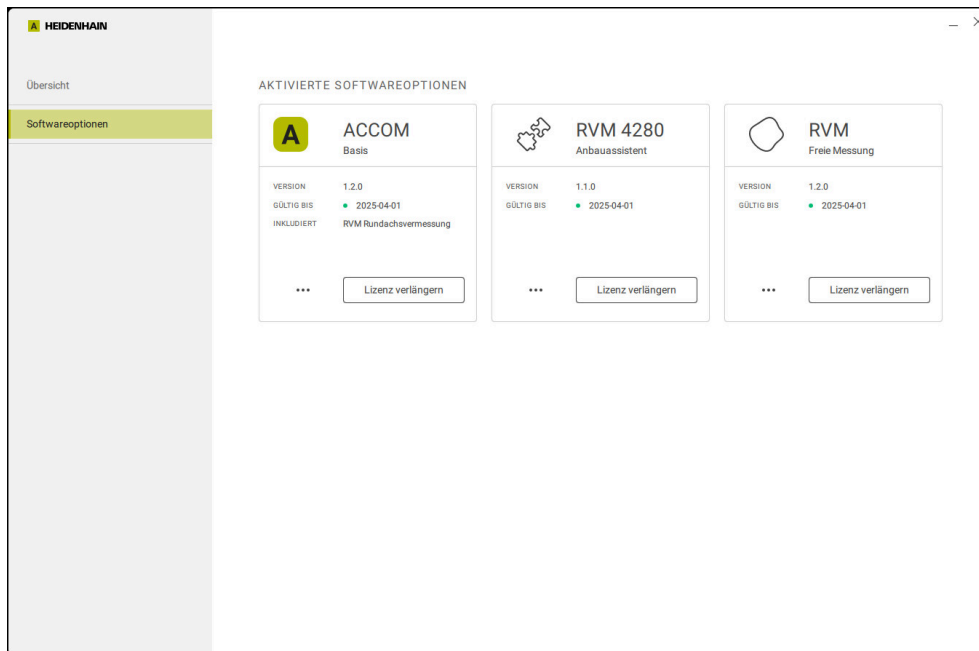 A HEIDENHAIN
Übersicht
Softwareoptionen
AKTIVIERTE SOFTWAREOPTIONEN
A
ACCOM
Basis
VERSION 1.2.0
GÜLTIG BIS 2025-04-01
INKLUDIERT RVM Rundachsvermessung
Lizenz verlängern
RVM 4280
Anbauassistent
VERSION 1.1.0
GÜLTIG BIS 2025-04-01
Lizenz verlängern
RVM
Freie Messung
VERSION 1.2.0
GÜLTIG BIS 2025-04-01
Lizenz verlängern